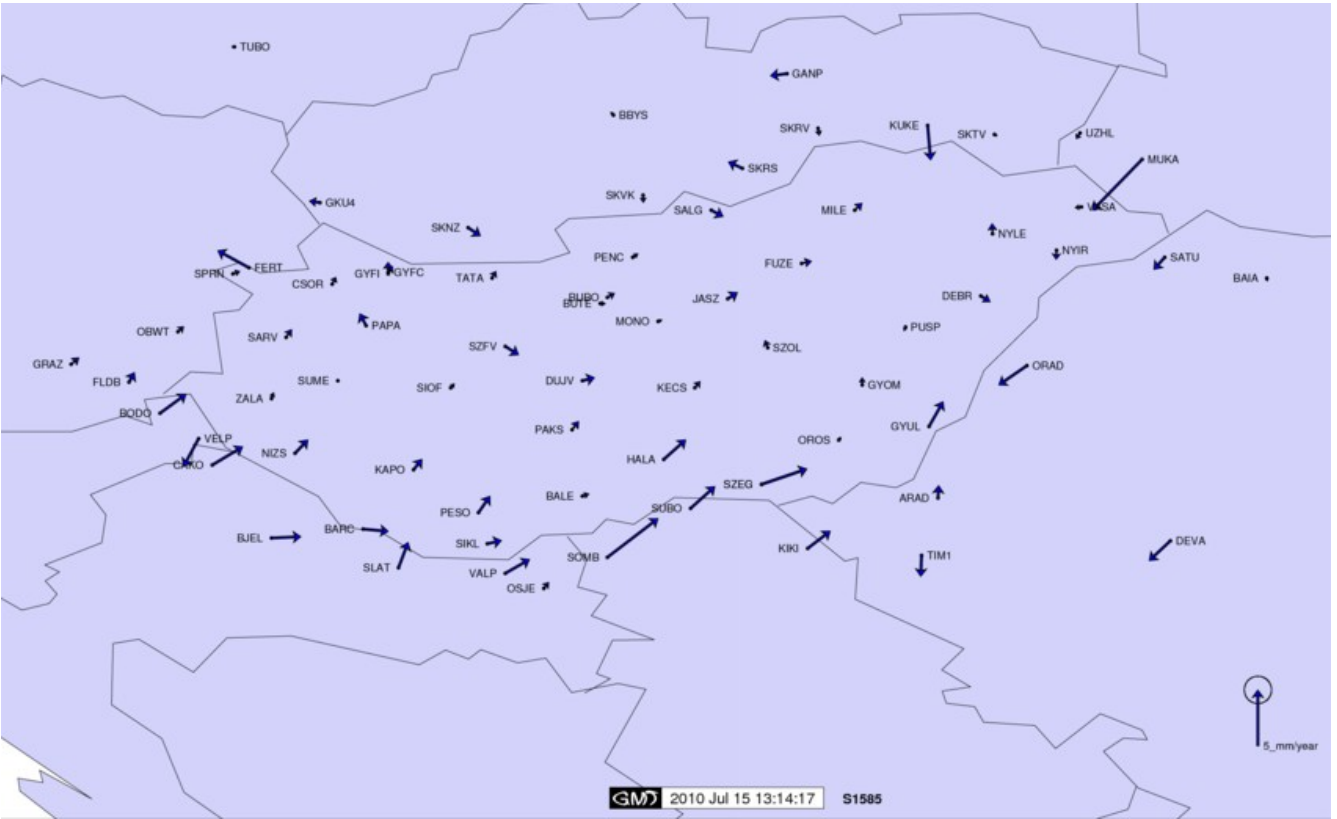 TUBO
GANP
BBYS
SKRV
KUKE
SKTV
UZHL
MUKA
SKRS
SKVK
GKU4
SALG
MILE
VASA
SKNZ
NYLE
NYIR
SATU
PENC
FUZE
SPRN
FERT
GYFI
GYFC
CSOR
TATA
BAIA
BUBO
BUTE
JASZ
DEBR
MONO
PUSP
PAPA
OBWT
SARV
SZFV
SZOL
GRAZ
FLDB
SUME
SIOF
DUJV
KECS
GYOM
ORAD
ZALA
BODO
VELP
PAKS
GYUL
OROS
NIZS
CAKO
KAPO
HALA
SZEG
BALE
ARAD
PESO
SUBO
BARC
BJEL
SIKL
SOMB
KIKI
DEVA
TIM1
SLAT
VALP
OSJE
5_mm/year
GMT 2010 Jul 15 13:14:17 S1585